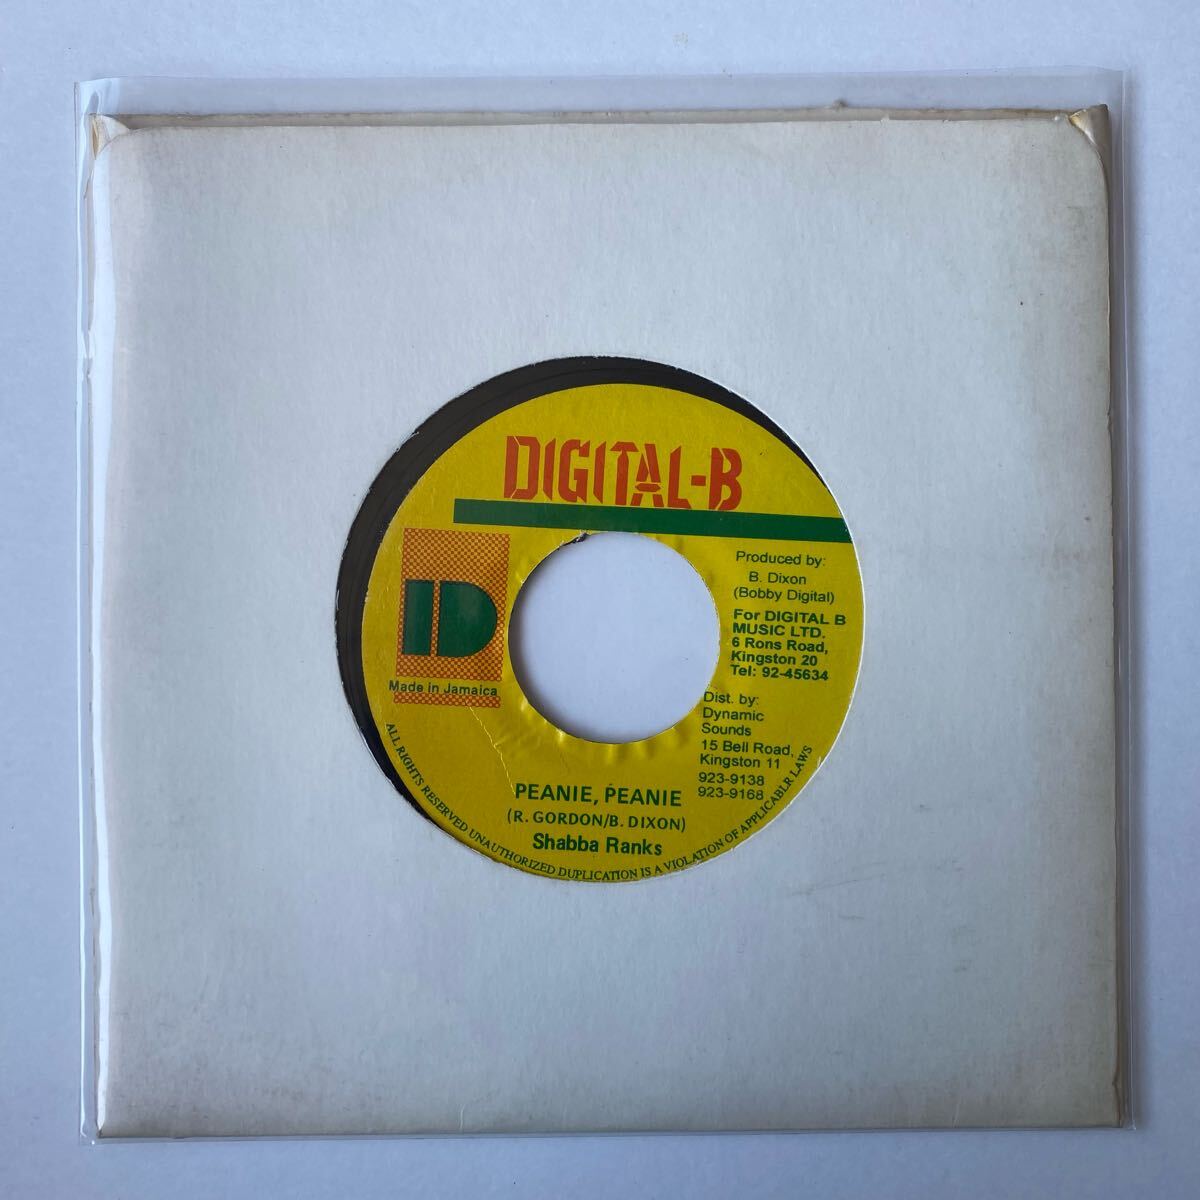 DIGITAL-B
D
Made in Jamaica
Produced by:
B. Dixon
(Bobby Digital)
For DIGITAL B
MUSIC LTD.
6 Rons Road,
Kingston 20
Tel: 92-45634
Dist. by:
Dynamic
Sounds
15 Bell Road,
Kingston 11
923-9138
923-9168
PEANIE, PEANIE
(R. GORDON/B. DIXON)
Shabba Ranks
ALL RIGHTS RESERVED UNAUTHORIZED DUPLICATION IS A VIOLATION OF APPLICABLR LAWS